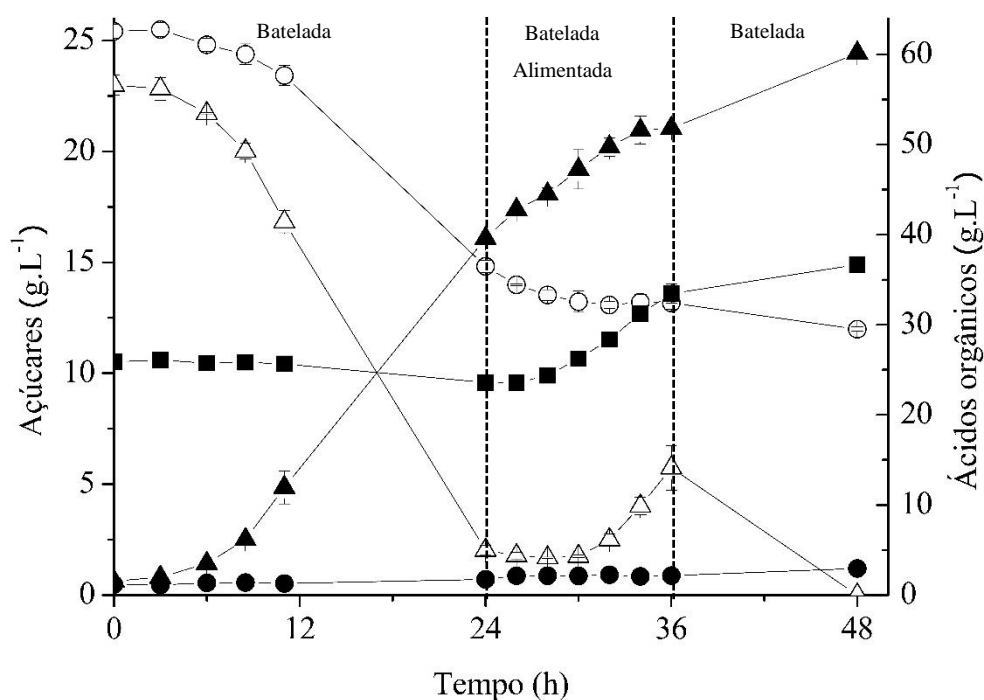 Batelada
Batelada
Alimentada
Batelada
25
20
15
10
5
0
Açúcares (g.L⁻¹)
60
50
40
30
20
10
0
Ácidos orgânicos (g.L⁻¹)
0
12
24
36
48
Tempo (h)